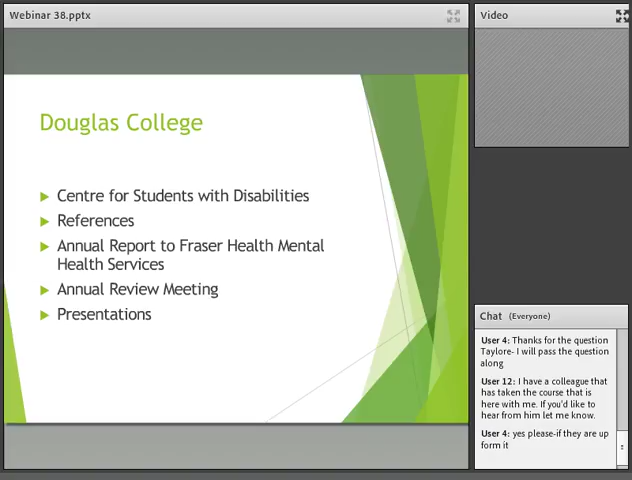 Webinar 38.pptx
Douglas College
Centre for Students with Disabilities
References
Annual Report to Fraser Health Mental
Health Services
Annual Review Meeting
Presentations
Video
Chat (Everyone)
User 4: Thanks for the question
Taylore- I will pass the question
along
User 12: I have a colleague that
has taken the course that is
here with me. If you'd like to
hear from him let me know.
User 4: yes please-if they are up
form it